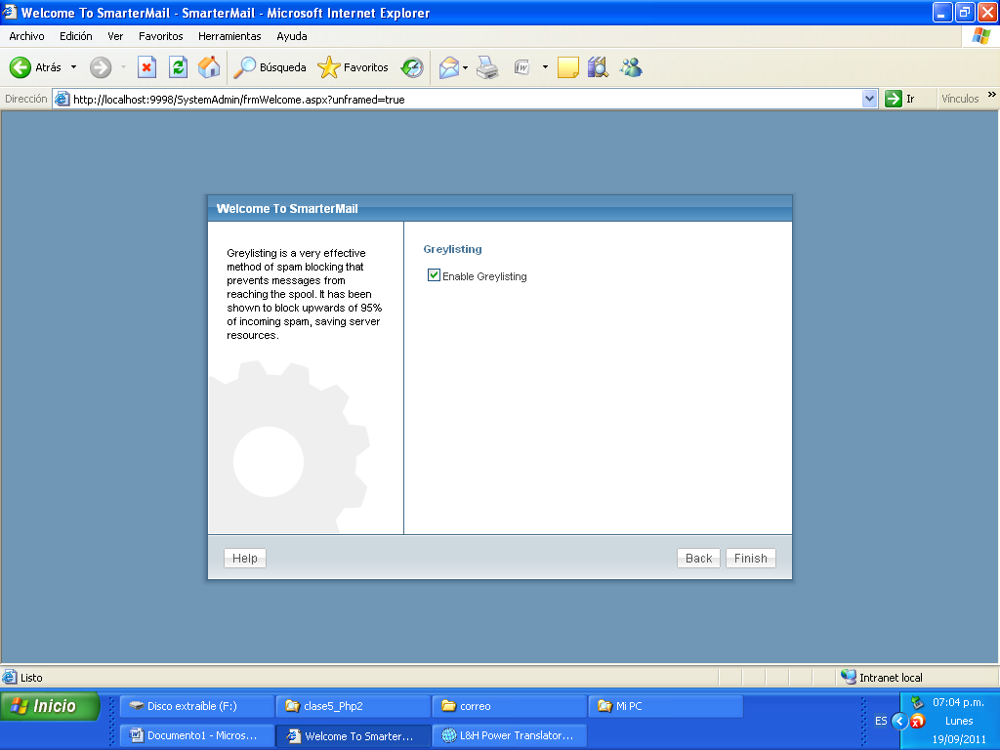 Welcome To SmarterMail - SmarterMail - Microsoft Internet Explorer
Archivo Edición Ver Favoritos Herramientas Ayuda
Atrás Búsqueda Favoritos
Dirección http://localhost:9998/SystemAdmin/frmWelcome.aspx?unframed=true Ir Vínculos »
Welcome To SmarterMail
Greylisting is a very effective
method of spam blocking that
prevents messages from
reaching the spool. It has been
shown to block upwards of 95%
of incoming spam, saving server
resources.
Greylisting
Enable Greylisting
Help Back Finish
Listo Intranet local
Inicio
Disco extraíble (F:) clase5_Php2 correo Mi PC
Documento1 - Micros... Welcome To Smarter... L&H Power Translator...
ES
07:04 p.m.
Lunes
19/09/2011